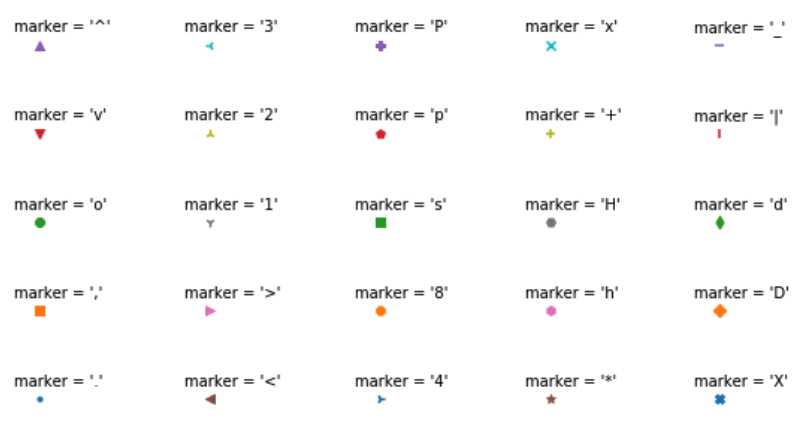 marker = '^' marker = '3' marker = 'P' marker = 'x' marker = '_'
marker = 'v' marker = '2' marker = 'p' marker = '+' marker = '|'
marker = 'o' marker = '1' marker = 's' marker = 'H' marker = 'd'
marker = ',' marker = '>' marker = '8' marker = 'h' marker = 'D'
marker = '.' marker = '<' marker = '4' marker = '*' marker = 'X'